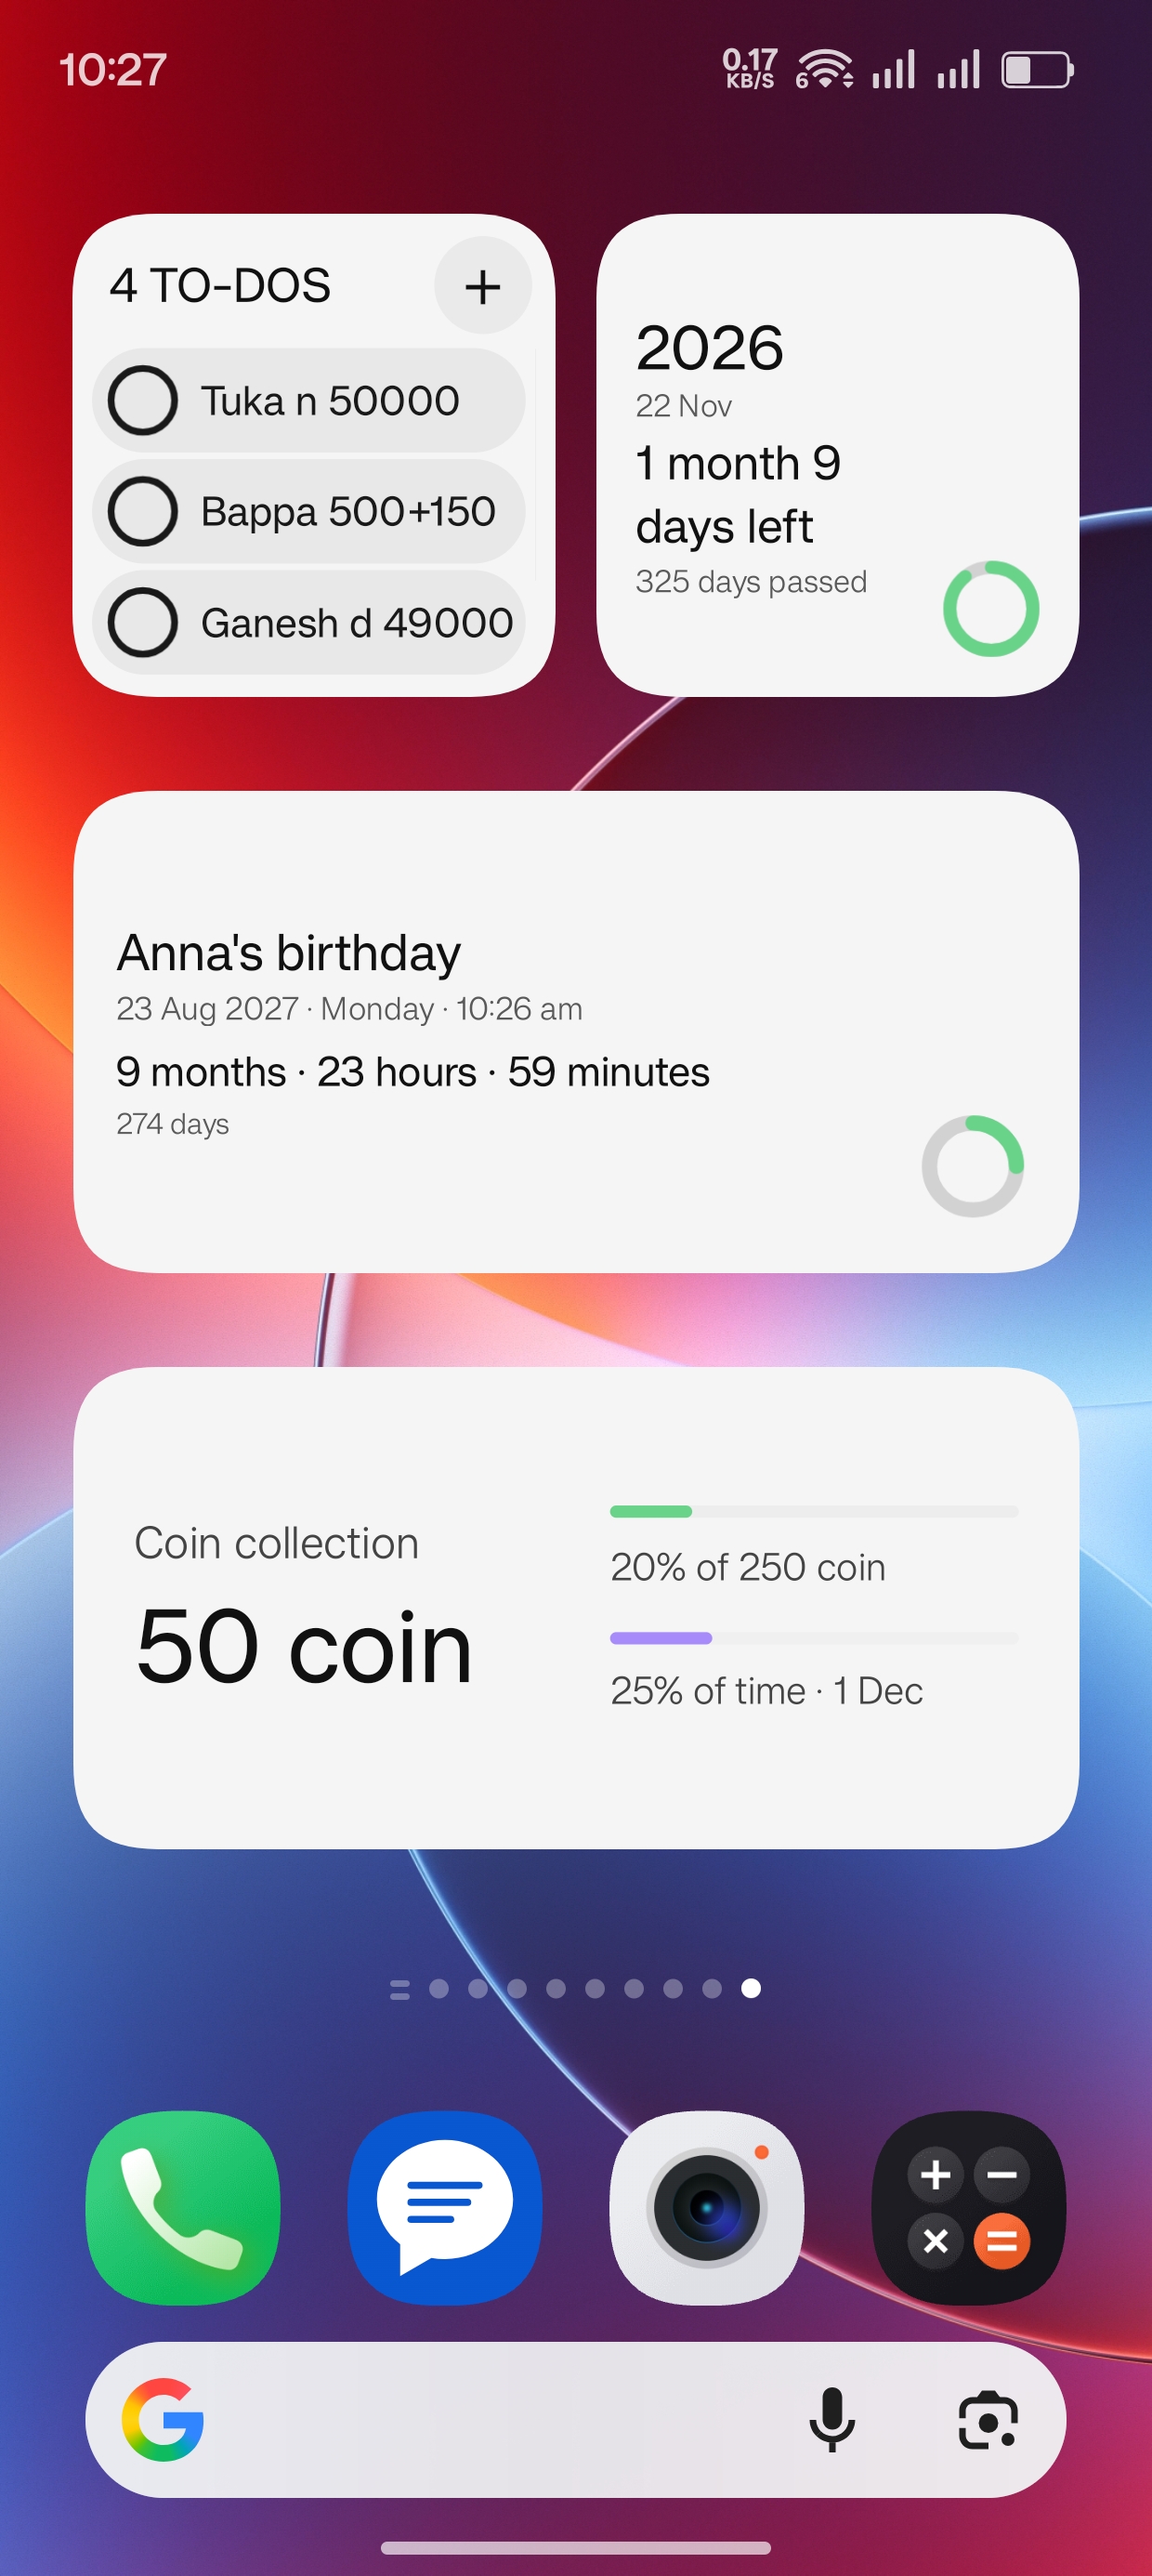 10:27
0.17
KB/S
6
4 TO-DOS
Tuka n 50000
Bappa 500+150
Ganesh d 49000
2026
22 Nov
1 month 9
days left
325 days passed
Anna's birthday
23 Aug 2027 · Monday · 10:26 am
9 months · 23 hours · 59 minutes
274 days
Coin collection
50 coin
20% of 250 coin
25% of time · 1 Dec